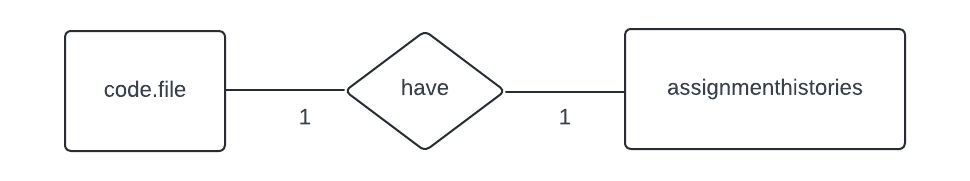 code.file
have
assignmenthistories
1
1